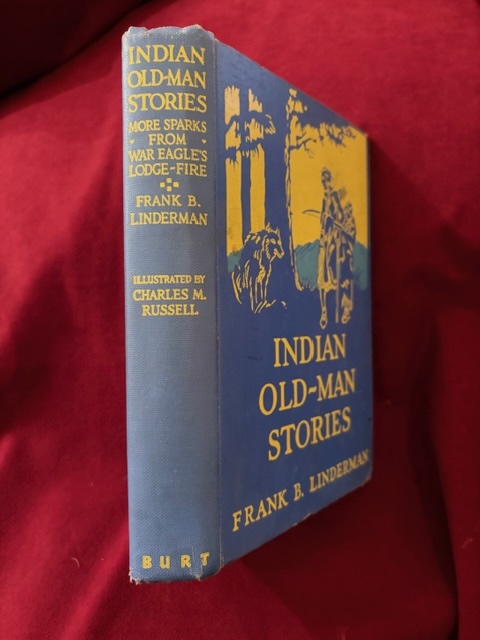 INDIAN
OLD-MAN
STORIES
MORE SPARKS
FROM
WAR EAGLE'S
LODGE-FIRE
FRANK B.
LINDERMAN
ILLUSTRATED BY
CHARLES M.
RUSSELL
BURT
INDIAN
OLD-MAN
STORIES
FRANK B. LINDERMAN